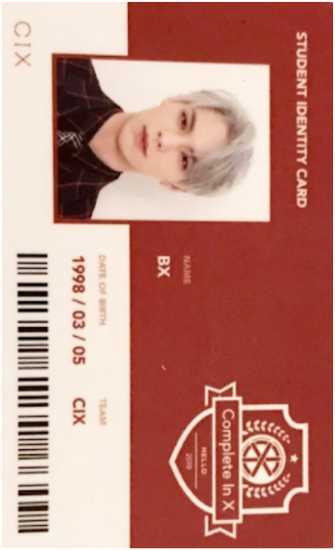 STUDENT IDENTITY CARD
NAME
BX
DATE OF BIRTH
1998 / 03 / 05
TEAM
CIX
Complete In X
HELLO
2019
CIX